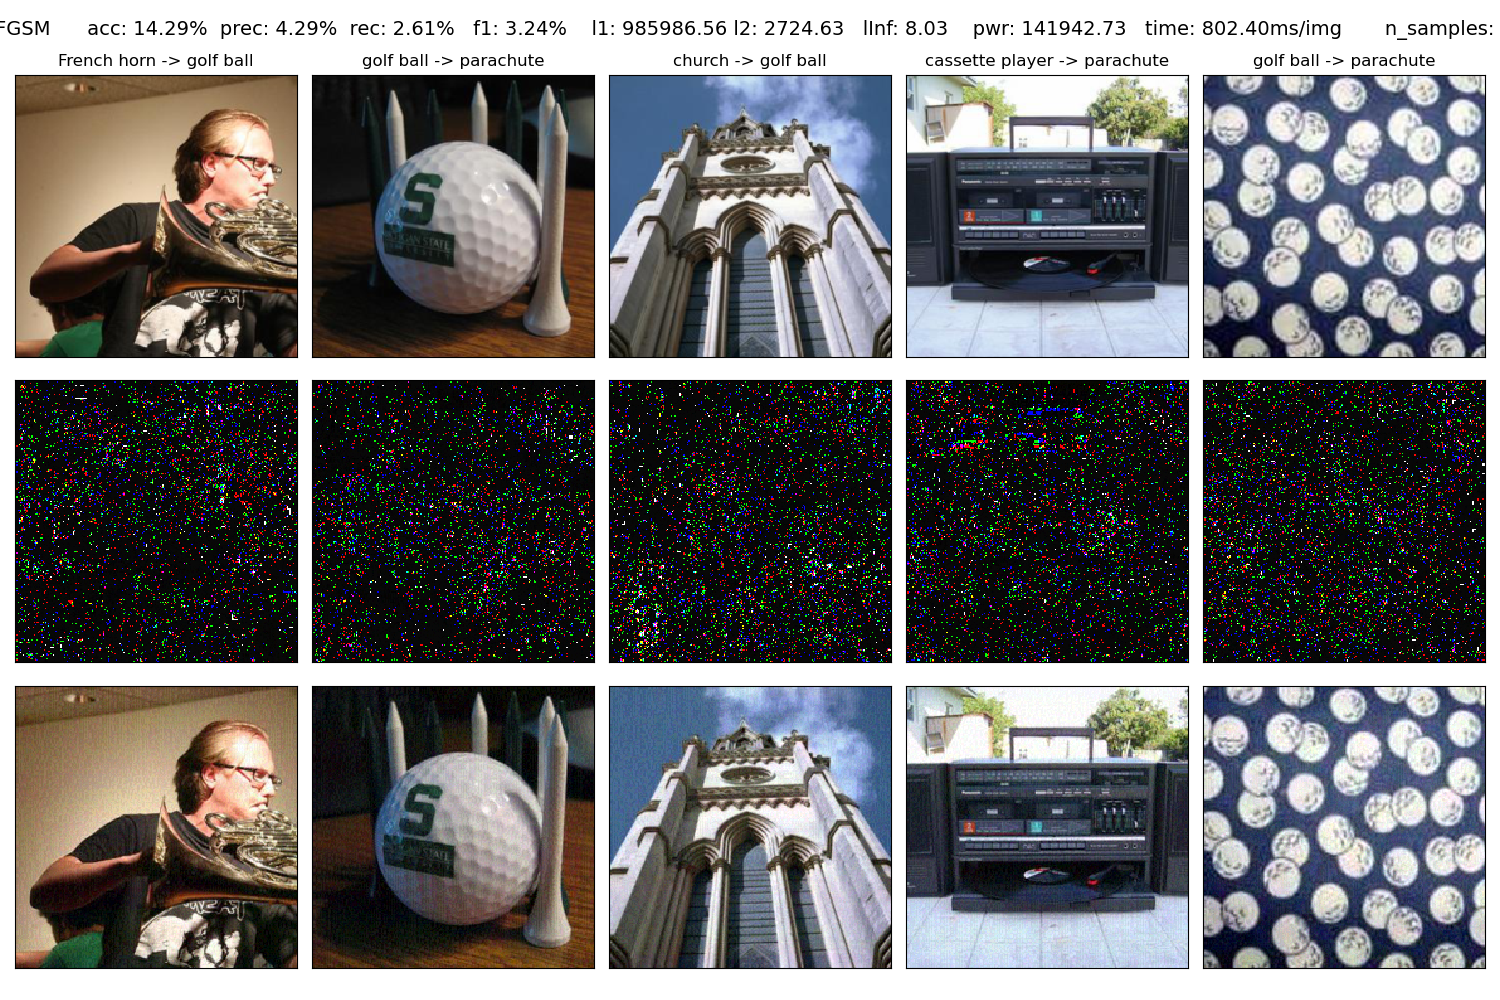 FGSM acc: 14.29% prec: 4.29% rec: 2.61% f1: 3.24% l1: 985986.56 l2: 2724.63 lInf: 8.03 pwr: 141942.73 time: 802.40ms/img n_samples:
French horn -> golf ball
golf ball -> parachute
church -> golf ball
cassette player -> parachute
golf ball -> parachute
S
STATE
Panasonic